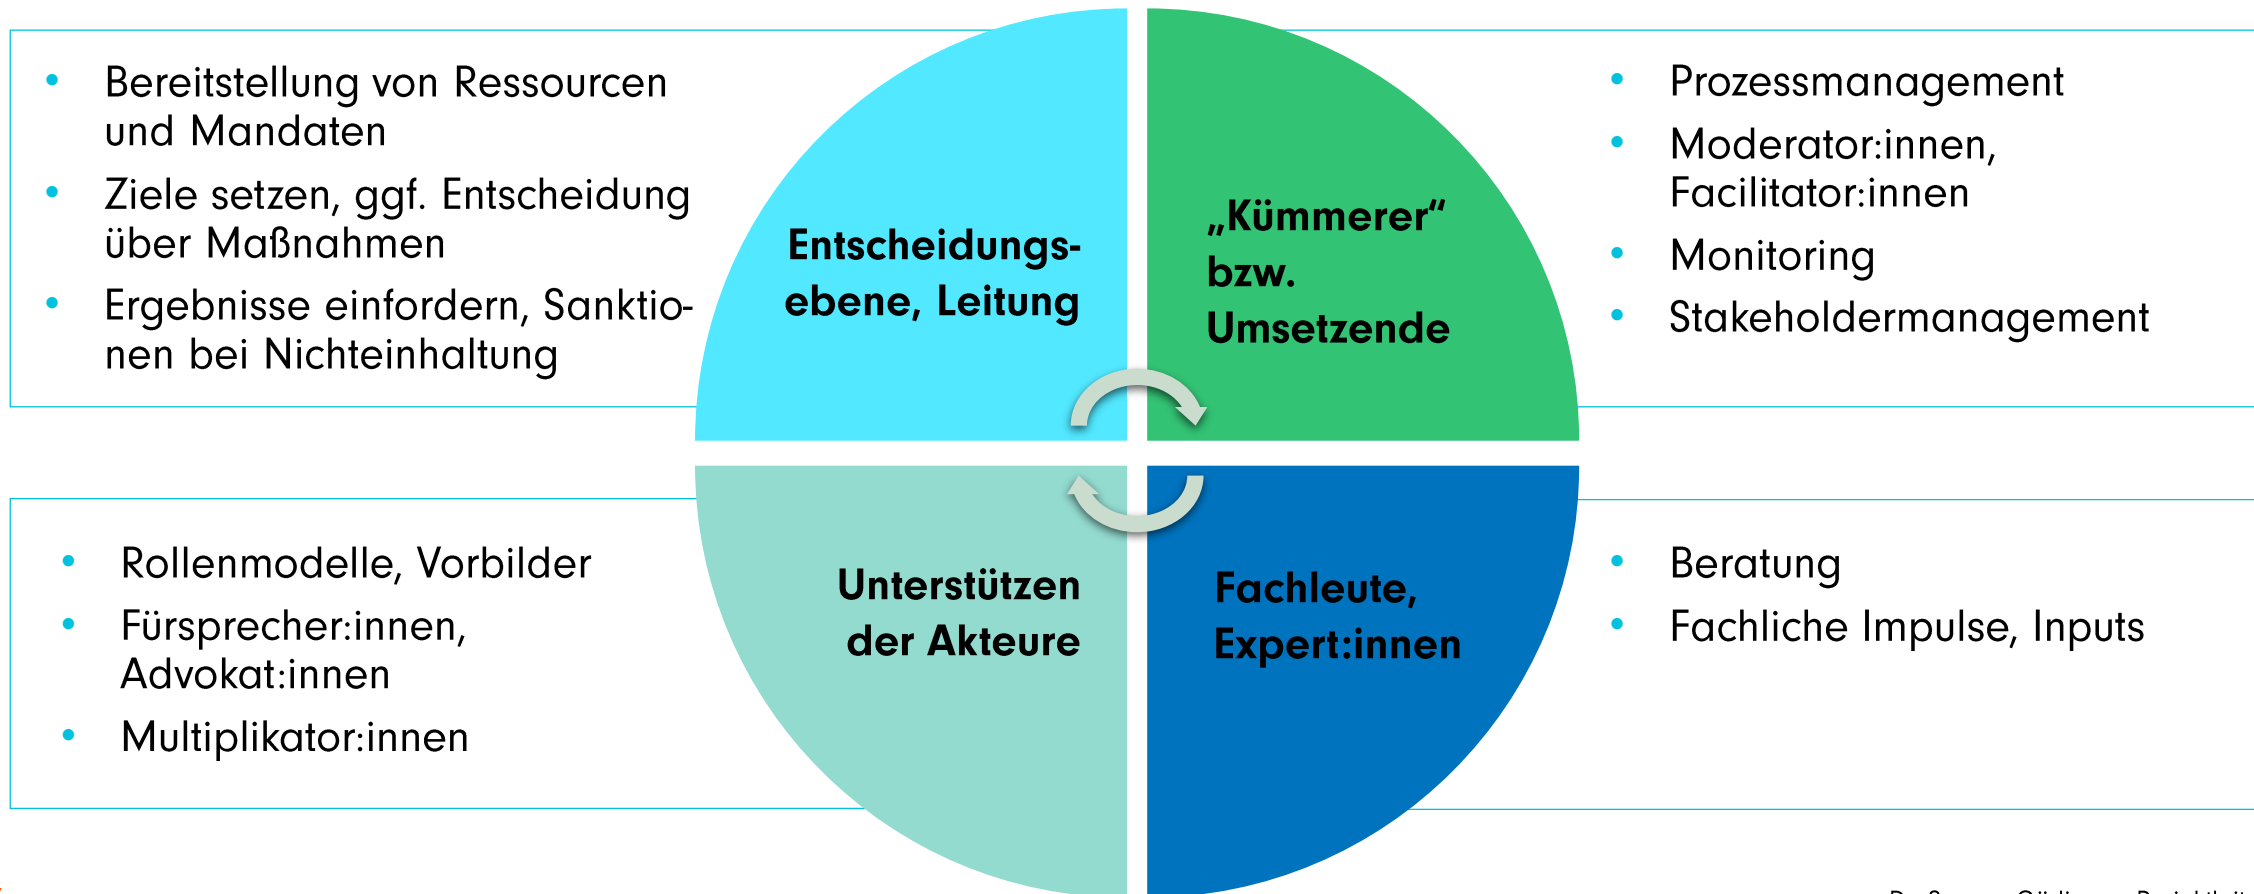 Bereitstellung von Ressourcen
und Mandaten
Ziele setzen, ggf. Entscheidung
über Maßnahmen
Ergebnisse einfordern, Sanktio-
nen bei Nichteinhaltung
Entscheidungs-
ebene, Leitung
„Kümmerer“
bzw.
Umsetzende
Prozessmanagement
Moderator:innen,
Facilitator:innen
Monitoring
Stakeholdermanagement
Rollenmodelle, Vorbilder
Fürsprecher:innen,
Advokat:innen
Multiplikator:innen
Unterstützen
der Akteure
Fachleute,
Expert:innen
Beratung
Fachliche Impulse, Inputs